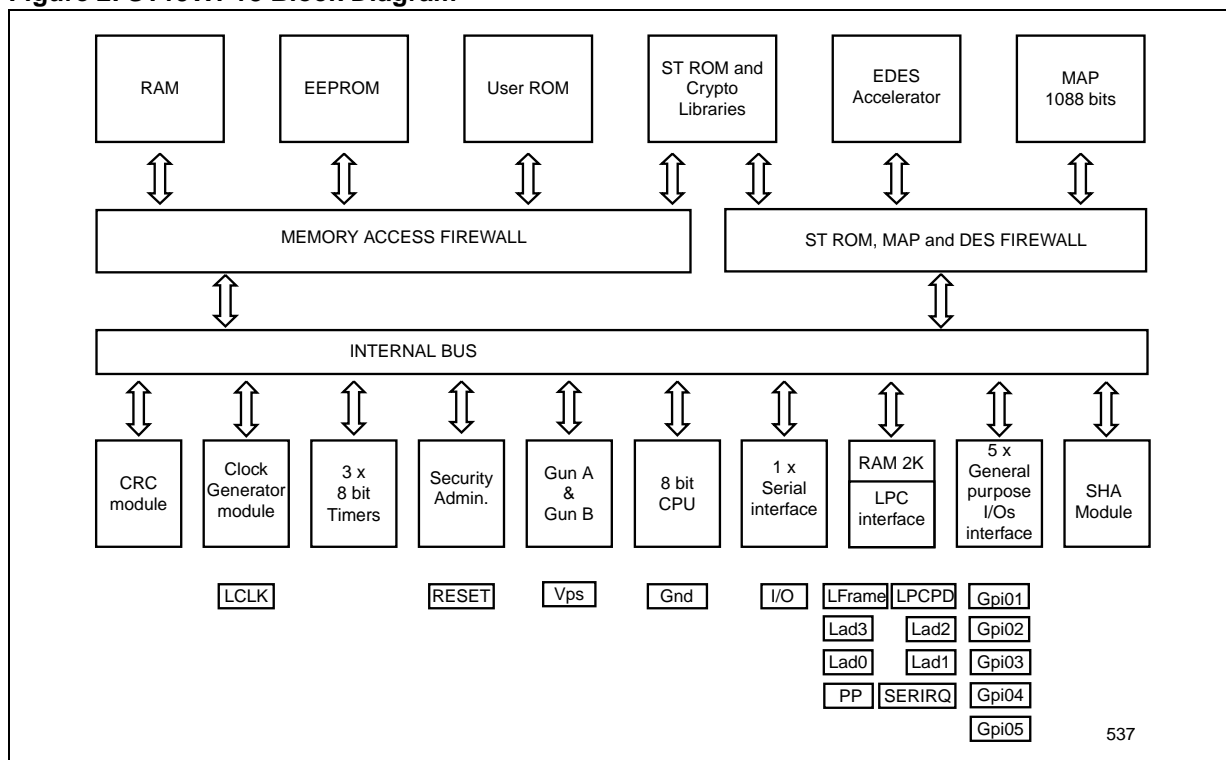 RAM
EEPROM
User ROM
ST ROM and
Crypto
Libraries
EDES
Accelerator
MAP
1088 bits
MEMORY ACCESS FIREWALL
ST ROM, MAP and DES FIREWALL
INTERNAL BUS
CRC
module
Clock
Generator
module
3 x
8 bit
Timers
Security
Admin.
Gun A
&
Gun B
8 bit
CPU
1 x
Serial
interface
RAM 2K
LPC
interface
5 x
General
purpose
I/Os
interface
SHA
Module
LCLK
RESET
Vps
Gnd
I/O
LFrame LPCPD
Lad3 Lad2
Lad0 Lad1
PP SERIRQ
Gpi01
Gpi02
Gpi03
Gpi04
Gpi05
537